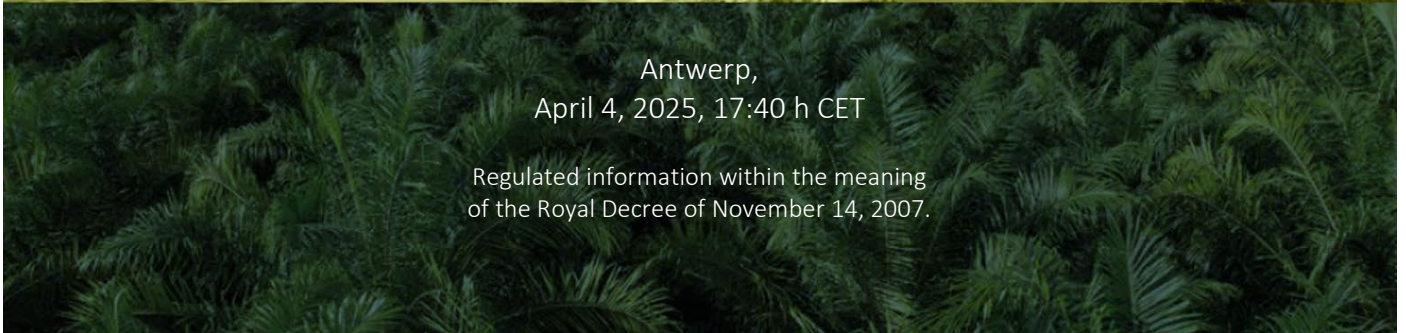 Antwerp,
April 4, 2025, 17:40 h CET
Regulated information within the meaning
of the Royal Decree of November 14, 2007.